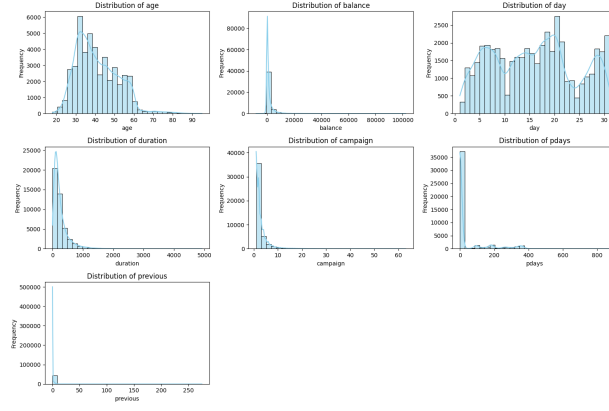 Distribution of age
Frequency
6000
5000
4000
3000
2000
1000
0
20 30 40 50 60 70 80 90
age
Distribution of balance
Frequency
80000
60000
40000
20000
0
0 20000 40000 60000 80000 100000
balance
Distribution of day
Frequency
2500
2000
1500
1000
500
0
0 5 10 15 20 25 30
day
Distribution of duration
Frequency
25000
20000
15000
10000
5000
0
0 1000 2000 3000 4000 5000
duration
Distribution of campaign
Frequency
40000
30000
20000
10000
0
0 10 20 30 40 50 60
campaign
Distribution of pdays
Frequency
35000
30000
25000
20000
15000
10000
5000
0
0 200 400 600 800
pdays
Distribution of previous
Frequency
500000
400000
300000
200000
100000
0
0 50 100 150 200 250
previous